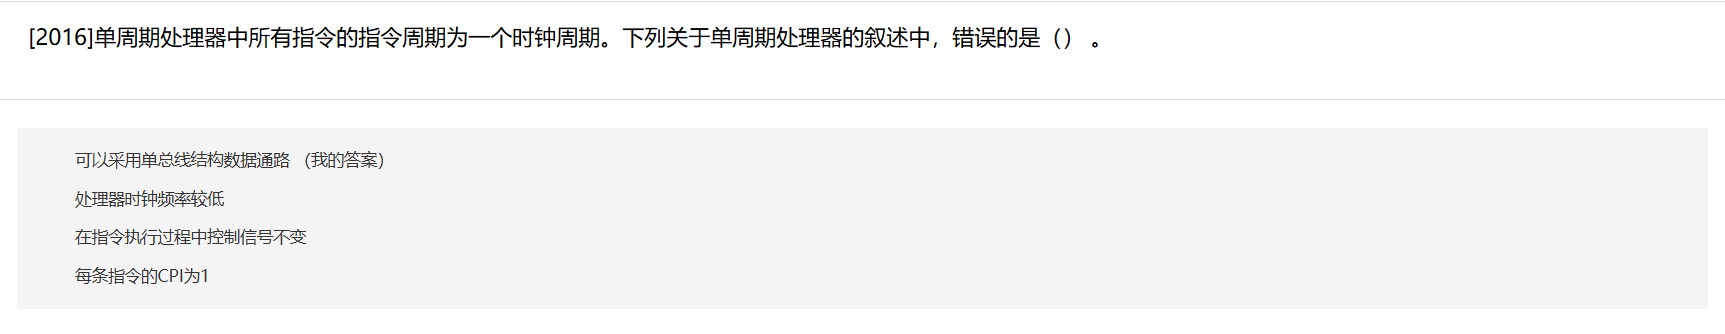 [2016]单周期处理器中所有指令的指令周期为一个时钟周期。下列关于单周期处理器的叙述中，错误的是（） 。
可以采用单总线结构数据通路 （我的答案）
处理器时钟频率较低
在指令执行过程中控制信号不变
每条指令的CPI为1